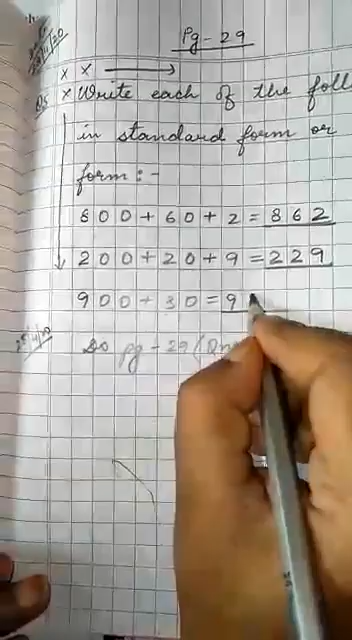 Pg - 29
x x
Q5 x Write each of the foll
in standard form or
form : -
800 + 60 + 2 = 862
200 + 20 + 9 = 229
900 + 30 = 9
Do pg - 29 (